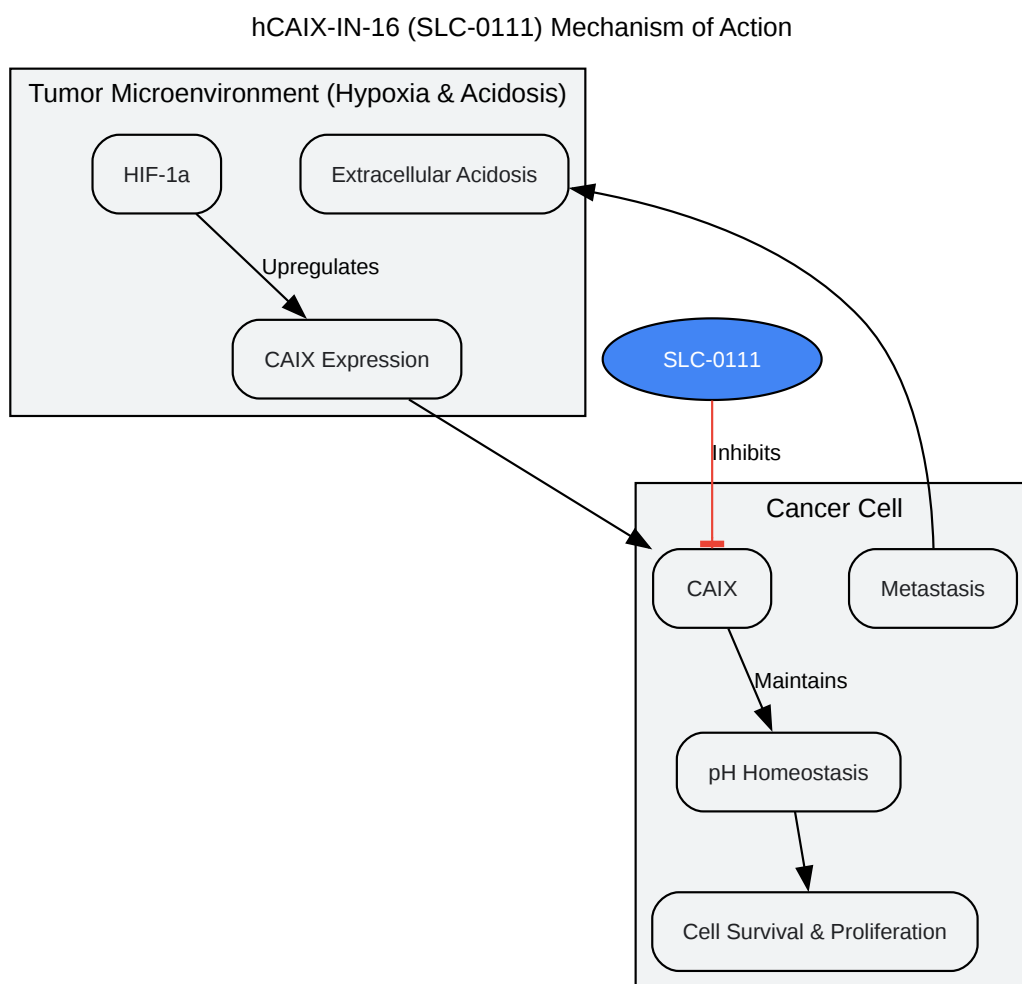 hCAIX-IN-16 (SLC-0111) Mechanism of Action
Tumor Microenvironment (Hypoxia & Acidosis)
HIF-1a
Extracellular Acidosis
Upregulates
CAIX Expression
SLC-0111
Inhibits
Cancer Cell
CAIX
Metastasis
Maintains
pH Homeostasis
Cell Survival & Proliferation